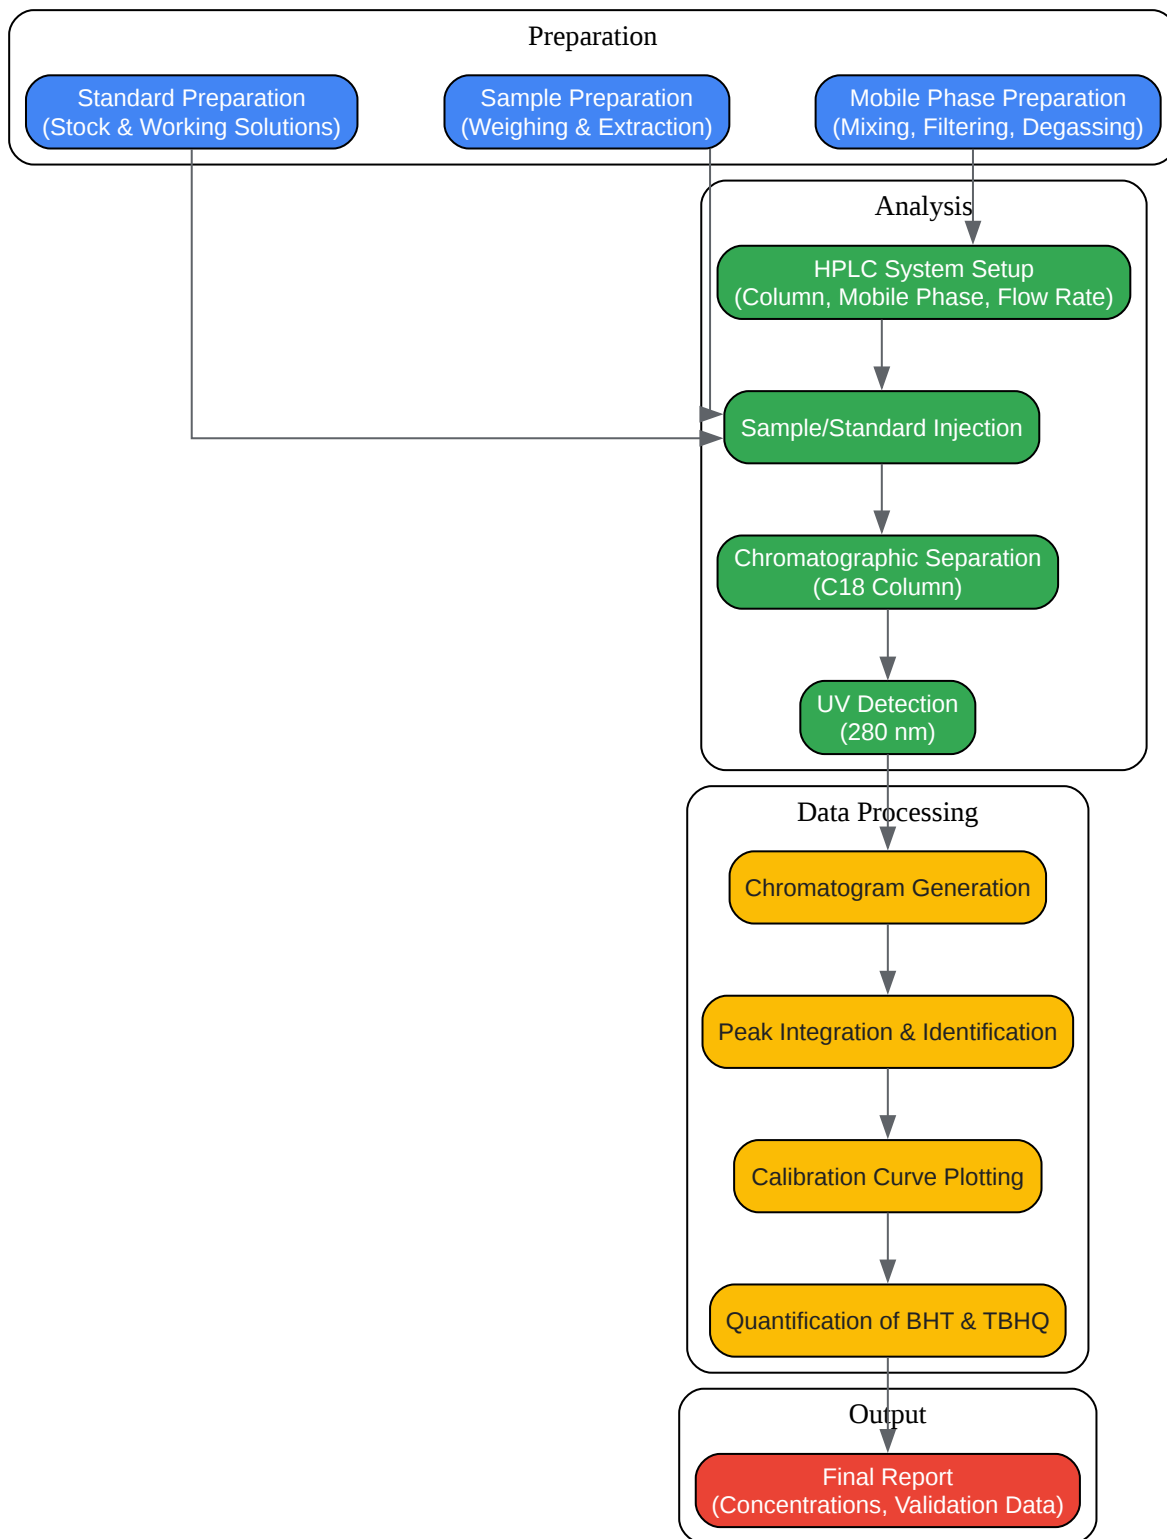 Preparation
Standard Preparation
(Stock & Working Solutions)
Sample Preparation
(Weighing & Extraction)
Mobile Phase Preparation
(Mixing, Filtering, Degassing)
Analysis
HPLC System Setup
(Column, Mobile Phase, Flow Rate)
Sample/Standard Injection
Chromatographic Separation
(C18 Column)
UV Detection
(280 nm)
Data Processing
Chromatogram Generation
Peak Integration & Identification
Calibration Curve Plotting
Quantification of BHT & TBHQ
Output
Final Report
(Concentrations, Validation Data)